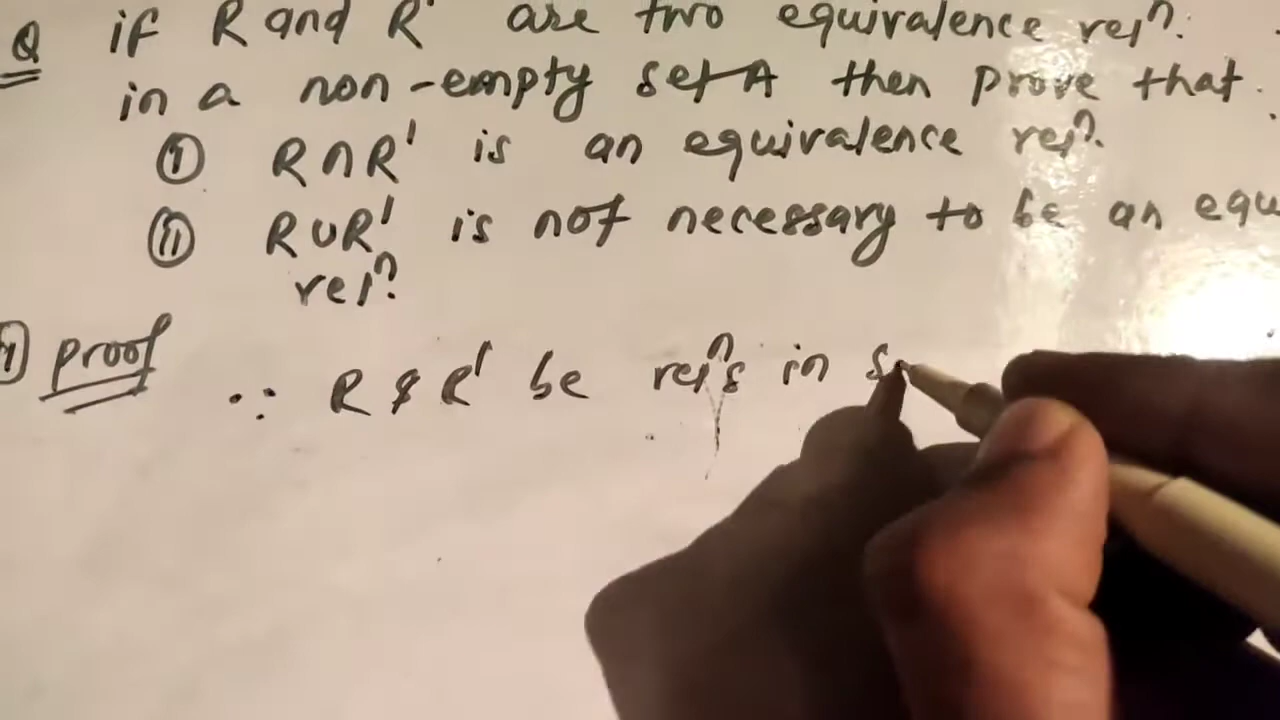 Q if R and R' are two equivalence relⁿ.
in a non-empty set A then prove that.
(i) R∩R' is an equivalence relⁿ.
(ii) R∪R' is not necessary to be an equ
relⁿ.
proof
∵ R & R' be relⁿs in s